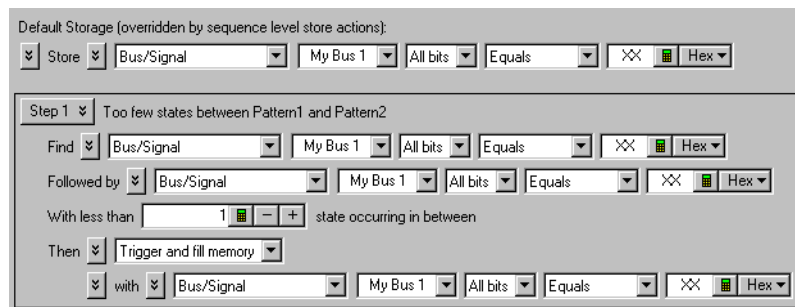 Default Storage (overridden by sequence level store actions):
Store Bus/Signal My Bus 1 All bits Equals XX Hex
Step 1 Too few states between Pattern1 and Pattern2
Find Bus/Signal My Bus 1 All bits Equals XX Hex
Followed by Bus/Signal My Bus 1 All bits Equals XX Hex
With less than 1 − + state occurring in between
Then Trigger and fill memory
with Bus/Signal My Bus 1 All bits Equals XX Hex